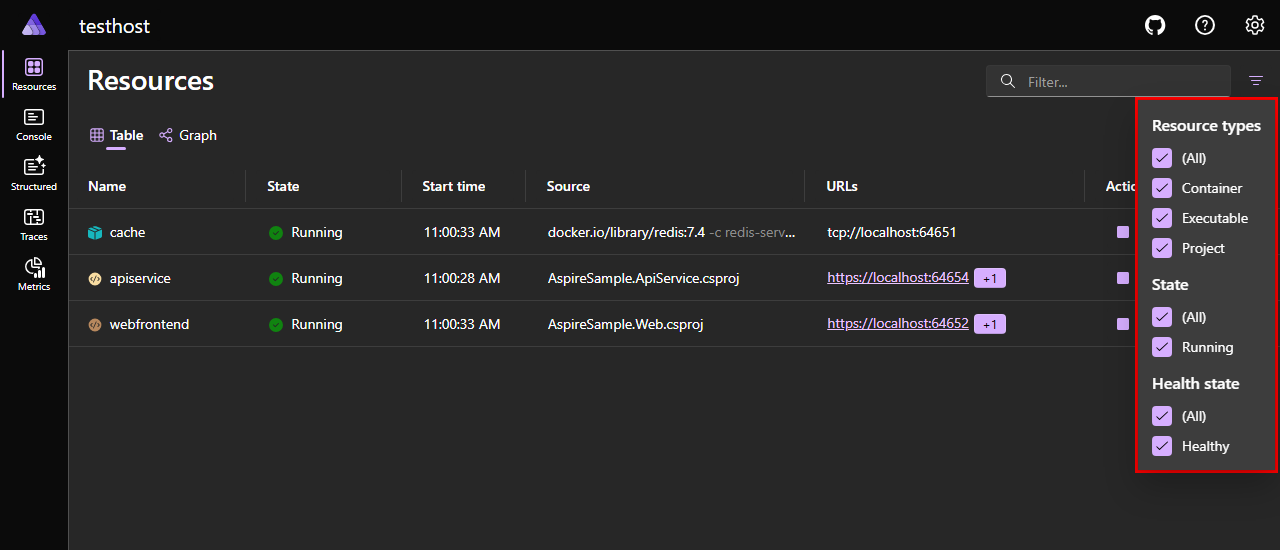 testhost
Resources
Console
Structured
Traces
Metrics
Resources
Filter...
Table Graph
Name State Start time Source URLs
cache Running 11:00:33 AM docker.io/library/redis:7.4 -c redis-serv... tcp://localhost:64651
apiservice Running 11:00:28 AM AspireSample.ApiService.csproj https://localhost:64654 +1
webfrontend Running 11:00:33 AM AspireSample.Web.csproj https://localhost:64652 +1
Resource types
(All)
Container
Executable
Project
State
(All)
Running
Health state
(All)
Healthy